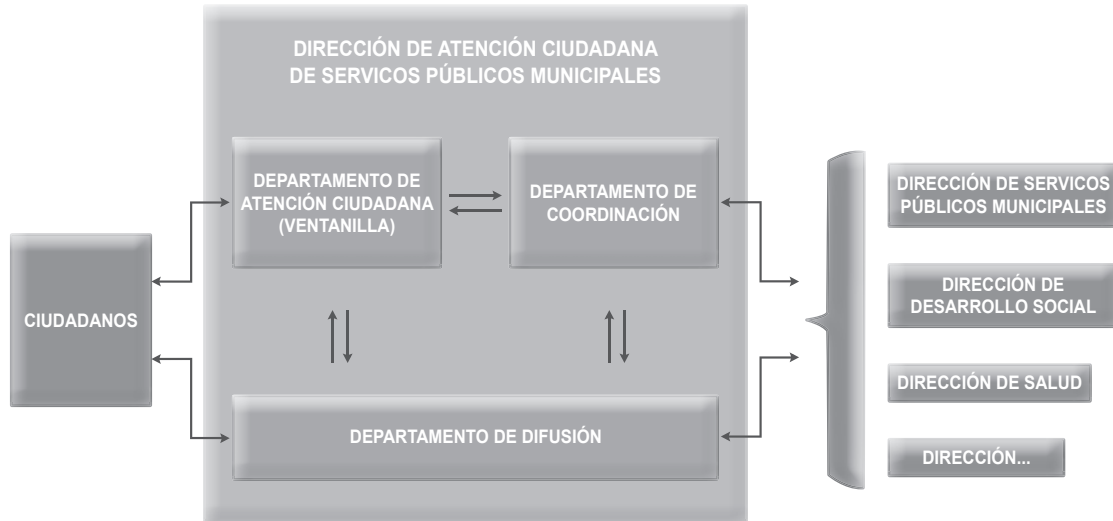 DIRECCIÓN DE ATENCIÓN CIUDADANA
DE SERVICOS PÚBLICOS MUNICIPALES
DEPARTAMENTO DE
ATENCIÓN CIUDADANA
(VENTANILLA)
DEPARTAMENTO DE
COORDINACIÓN
CIUDADANOS
DEPARTAMENTO DE DIFUSIÓN
DIRECCIÓN DE SERVICOS
PÚBLICOS MUNICIPALES
DIRECCIÓN DE
DESARROLLO SOCIAL
DIRECCIÓN DE SALUD
DIRECCIÓN...